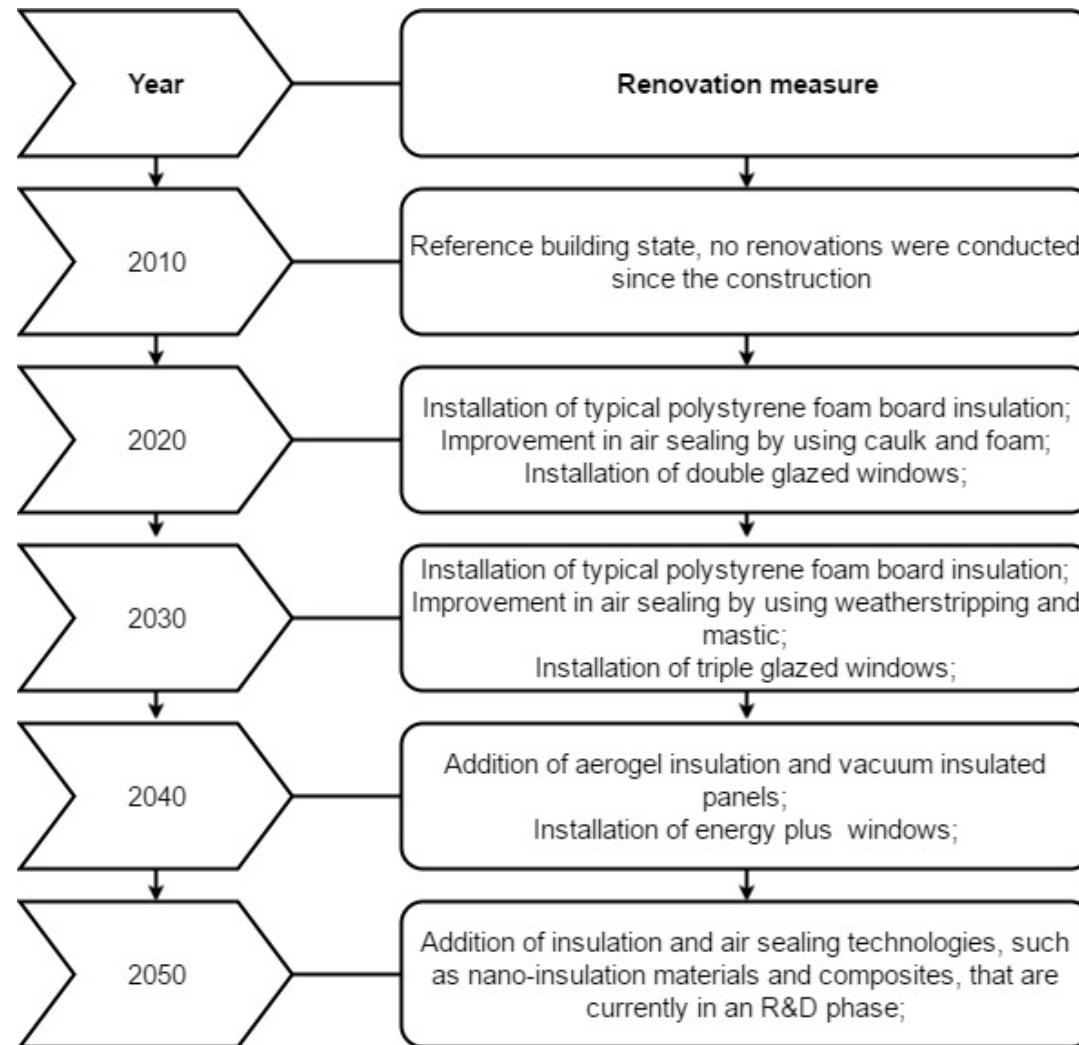 Year
Renovation measure
2010
Reference building state, no renovations were conducted
since the construction
2020
Installation of typical polystyrene foam board insulation;
Improvement in air sealing by using caulk and foam;
Installation of double glazed windows;
2030
Installation of typical polystyrene foam board insulation;
Improvement in air sealing by using weatherstripping and
mastic;
Installation of triple glazed windows;
2040
Addition of aerogel insulation and vacuum insulated
panels;
Installation of energy plus windows;
2050
Addition of insulation and air sealing technologies, such
as nano-insulation materials and composites, that are
currently in an R&D phase;